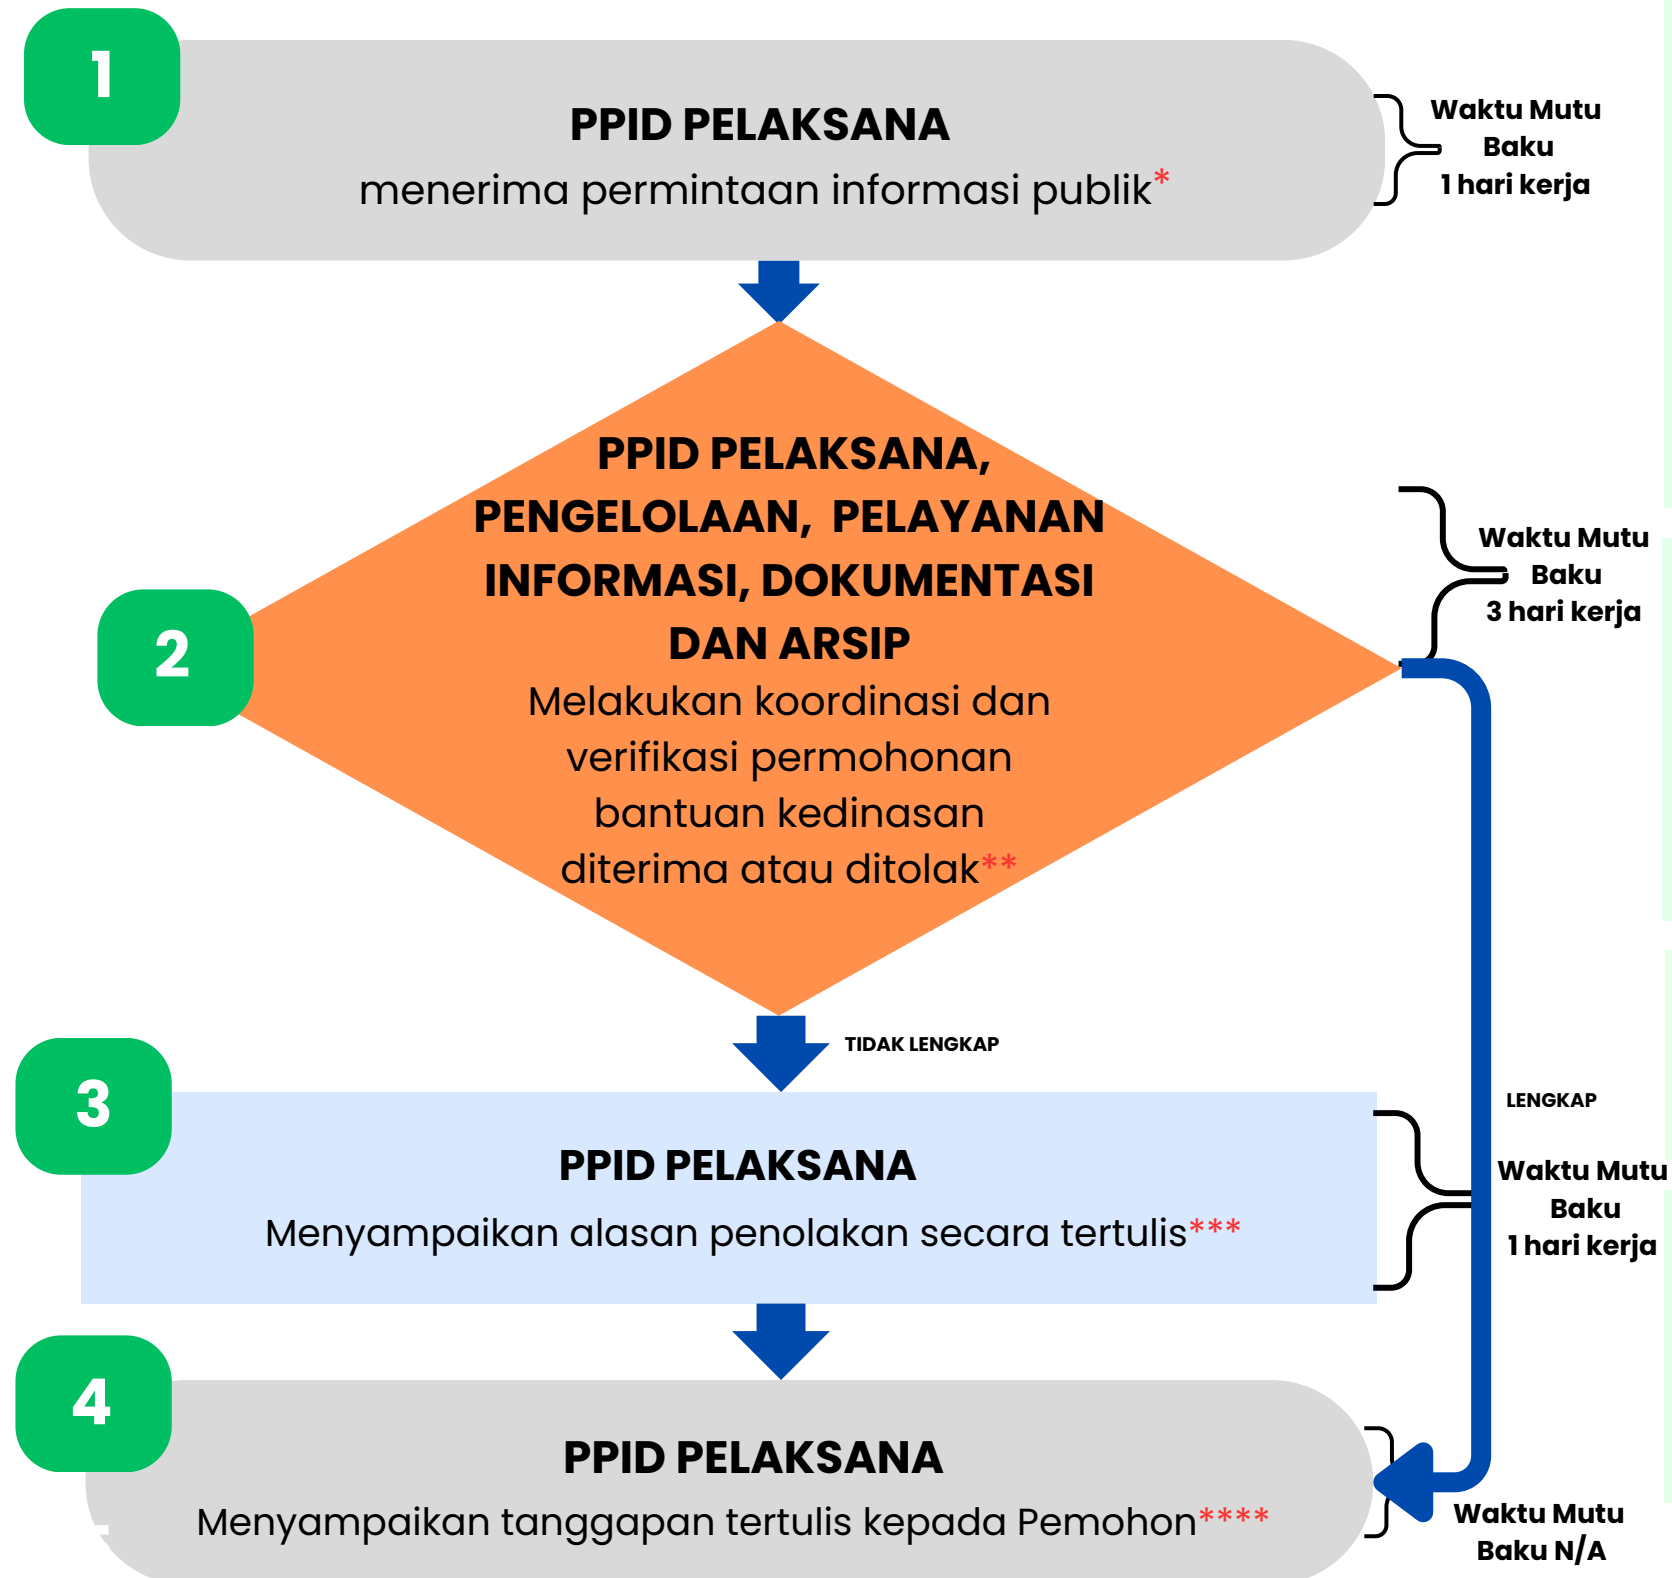 1
PPID PELAKSANA
menerima permintaan informasi publik*
Waktu Mutu
Baku
1 hari kerja
2
PPID PELAKSANA,
PENGELOLAAN, PELAYANAN
INFORMASI, DOKUMENTASI
DAN ARSIP
Melakukan koordinasi dan
verifikasi permohonan
bantuan kedinasan
diterima atau ditolak**
Waktu Mutu
Baku
3 hari kerja
TIDAK LENGKAP
LENGKAP
3
PPID PELAKSANA
Menyampaikan alasan penolakan secara tertulis***
Waktu Mutu
Baku
1 hari kerja
4
PPID PELAKSANA
Menyampaikan tanggapan tertulis kepada Pemohon****
Waktu Mutu
Baku N/A